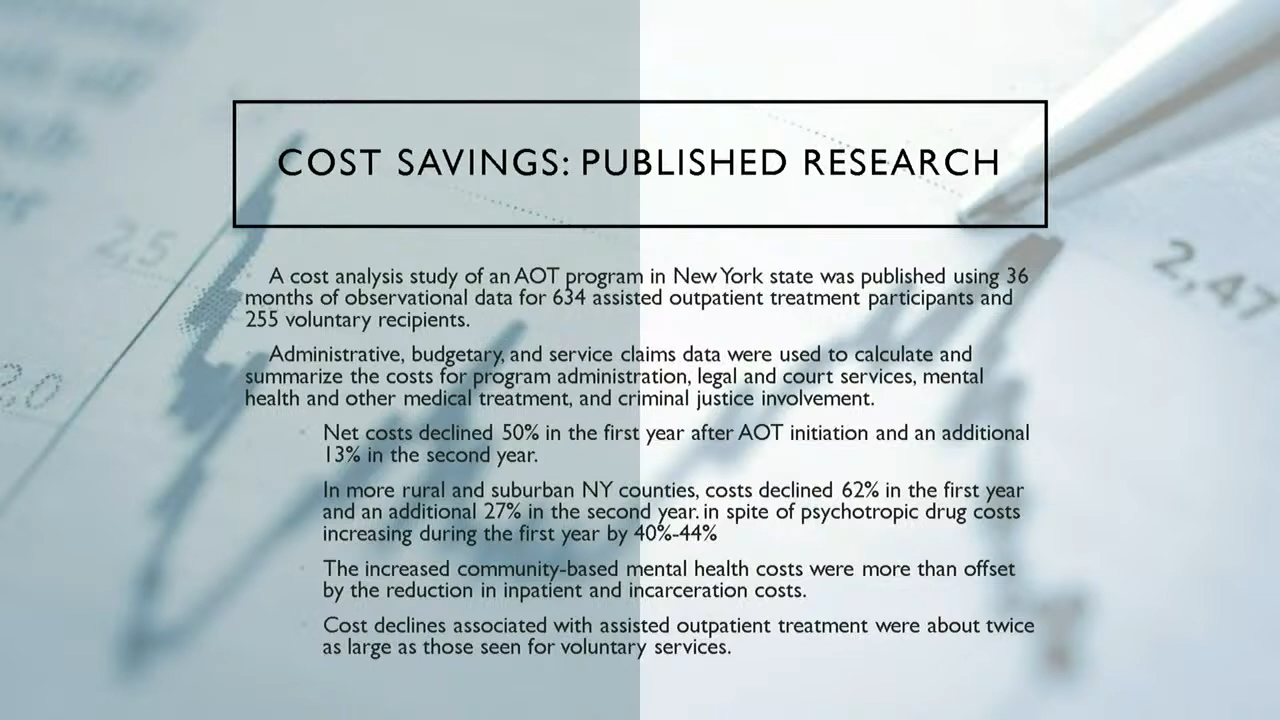 COST SAVINGS: PUBLISHED RESEARCH
2,5
2,47
A cost analysis study of an AOT program in New York state was published using 36
months of observational data for 634 assisted outpatient treatment participants and
255 voluntary recipients.
Administrative, budgetary, and service claims data were used to calculate and
summarize the costs for program administration, legal and court services, mental
health and other medical treatment, and criminal justice involvement.
Net costs declined 50% in the first year after AOT initiation and an additional
13% in the second year.
In more rural and suburban NY counties, costs declined 62% in the first year
and an additional 27% in the second year. in spite of psychotropic drug costs
increasing during the first year by 40%-44%
The increased community-based mental health costs were more than offset
by the reduction in inpatient and incarceration costs.
Cost declines associated with assisted outpatient treatment were about twice
as large as those seen for voluntary services.